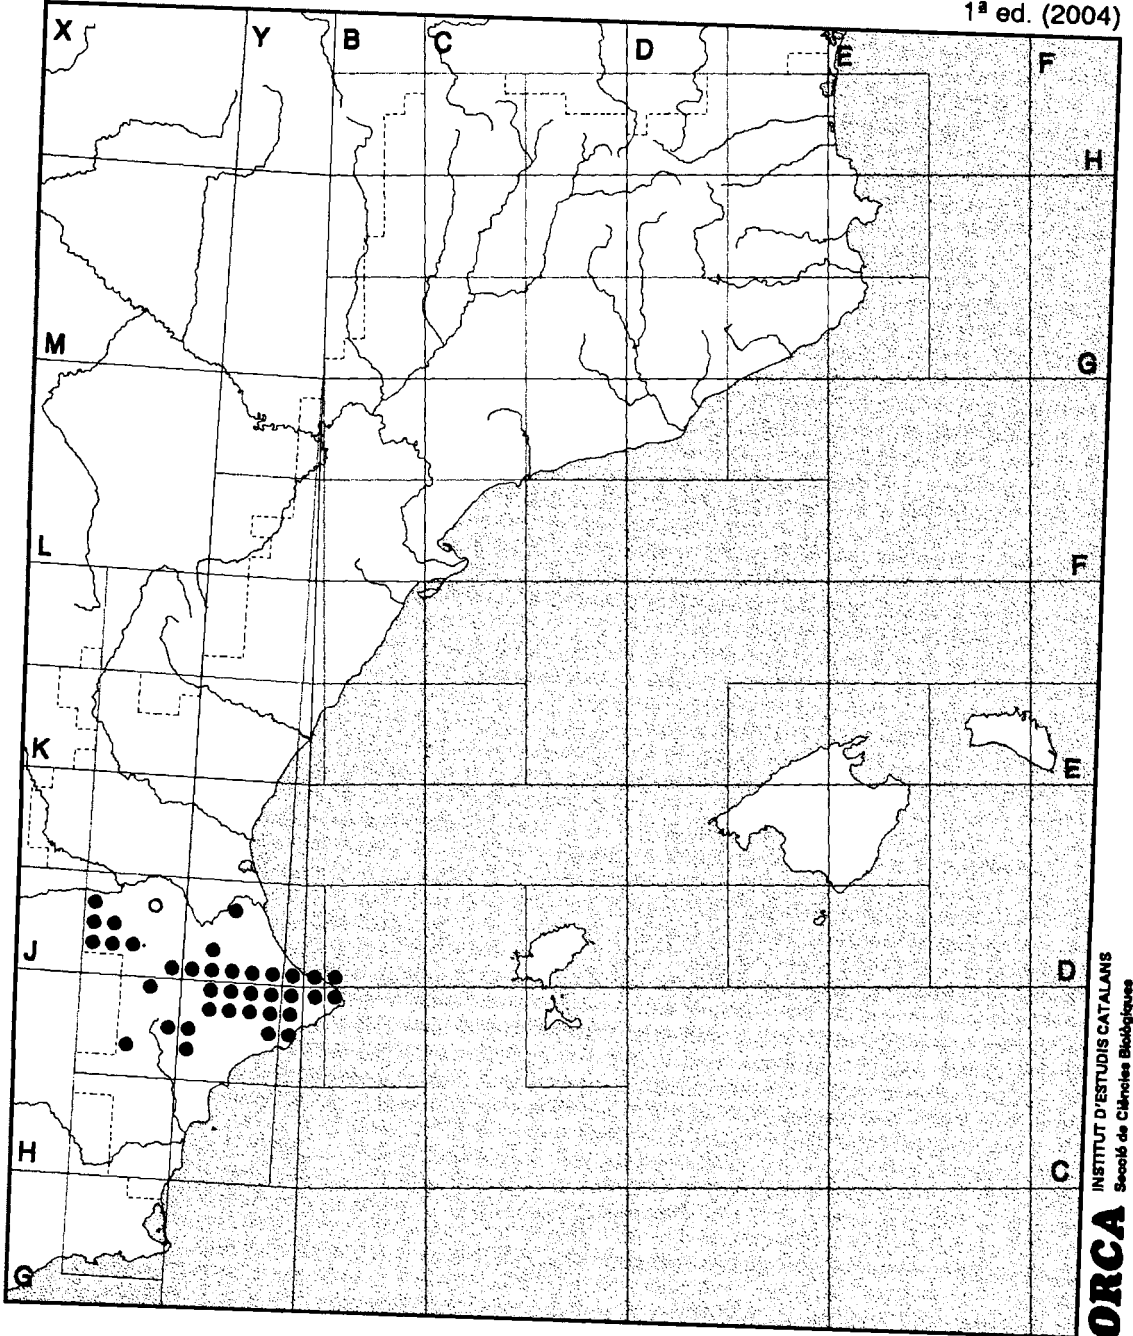 1ª ed. (2004)
X Y B C D E F
H
M G
L F
K E
J D
H C
G
ORCA
INSTITUT D'ESTUDIS CATALANS
Secció de Ciències Biològiques